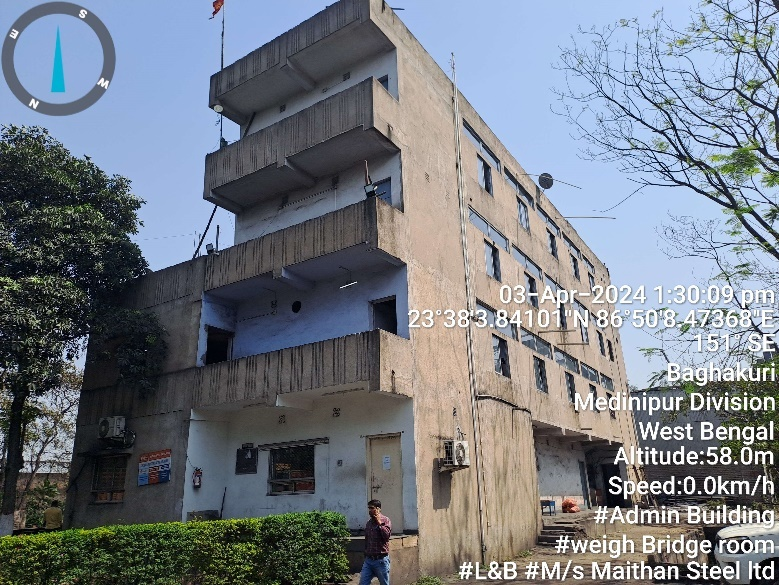 S
E
W
N
03-Apr-2024 1:30:09 pm
23°38'3.84101"N 86°50'8.47368"E
151° SE
Baghakuri
Medinipur Division
West Bengal
Altitude:58.0m
Speed:0.0km/h
#Admin Building
#weigh Bridge room
#L&B #M/s Maithan Steel ltd